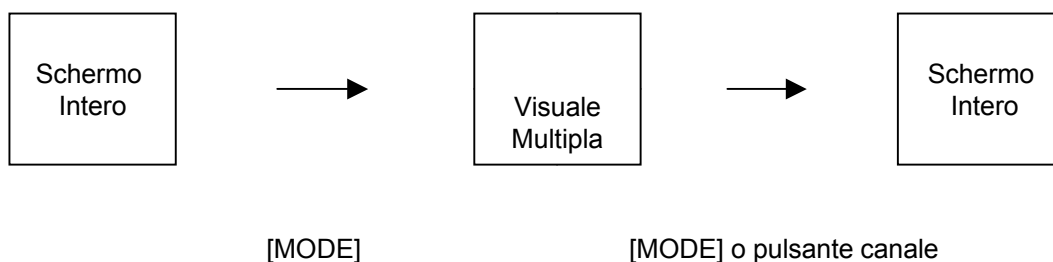 Schermo
Intero
Visuale
Multipla
Schermo
Intero
[MODE]
[MODE] o pulsante canale